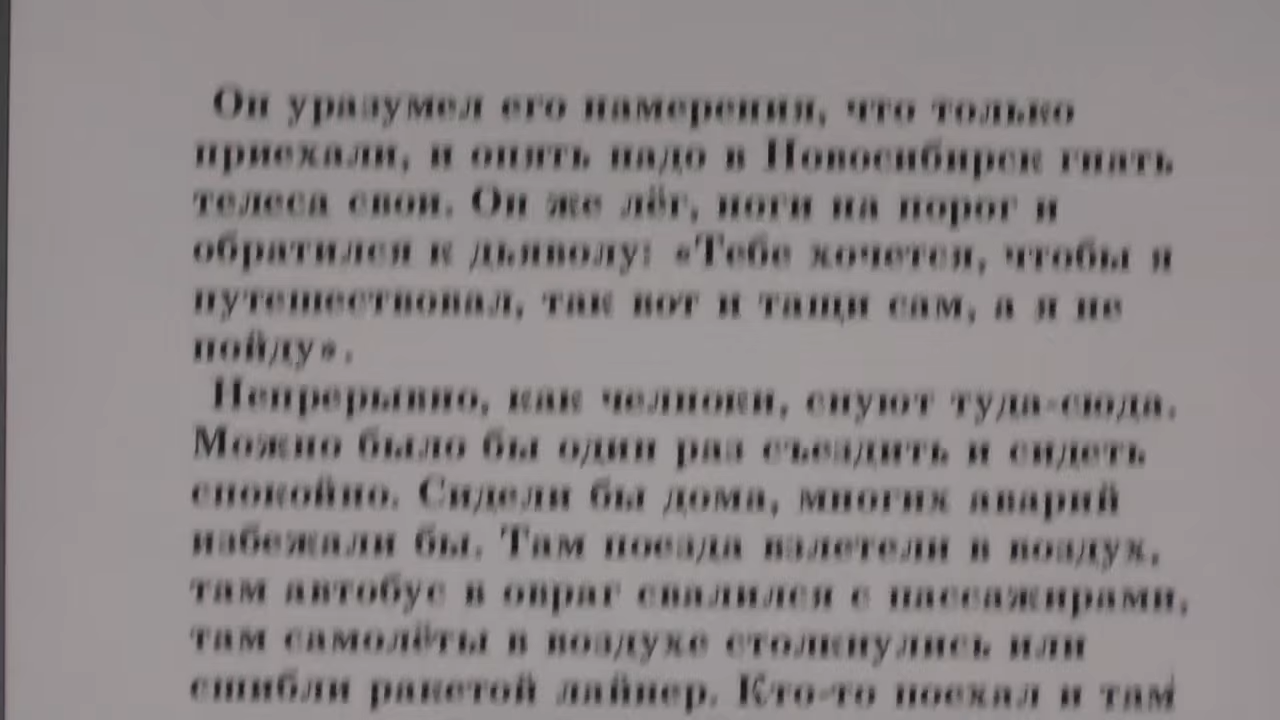 Он уразумел его намерения, что только
приехали, и опять надо в Новосибирск гнать
телеса свои. Он же лёг, ноги на порог и
обратился к дьяволу: «Тебе хочется, чтобы я
путешествовал, так вот и тащи сам, а я не
пойду».
Непрерывно, как челноки, снуют туда-сюда.
Можно было бы один раз съездить и сидеть
спокойно. Сидели бы дома, многих аварий
избежали бы. Там поезда взлетели в воздух,
там автобус в овраг свалился с пассажирами,
там самолёты в воздухе столкнулись или
сшибли ракетой лайнер. Кто-то поехал и там